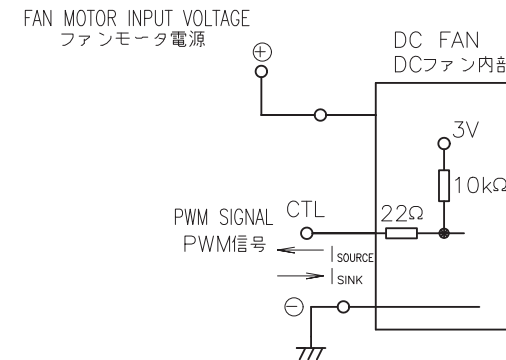 FAN MOTOR INPUT VOLTAGE
ファンモータ電源
DC FAN
DCファン内部
3V
10kΩ
PWM SIGNAL
PWM信号
CTL
22Ω
SOURCE
SINK